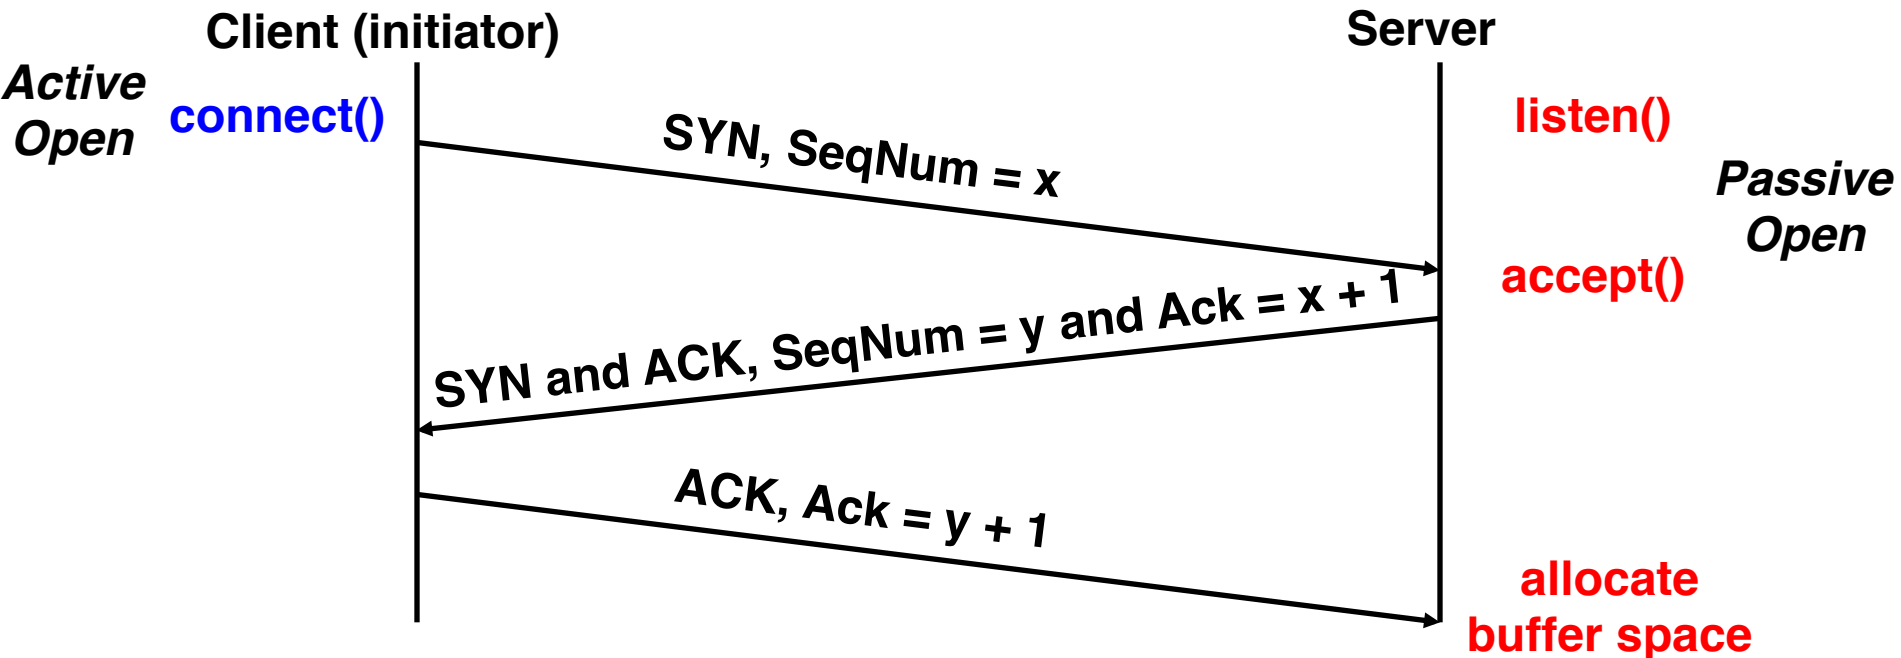 Client (initiator)
Server
Active
Open
connect()
listen()
SYN, SeqNum = x
Passive
Open
accept()
SYN and ACK, SeqNum = y and Ack = x + 1
ACK, Ack = y + 1
allocate
buffer space